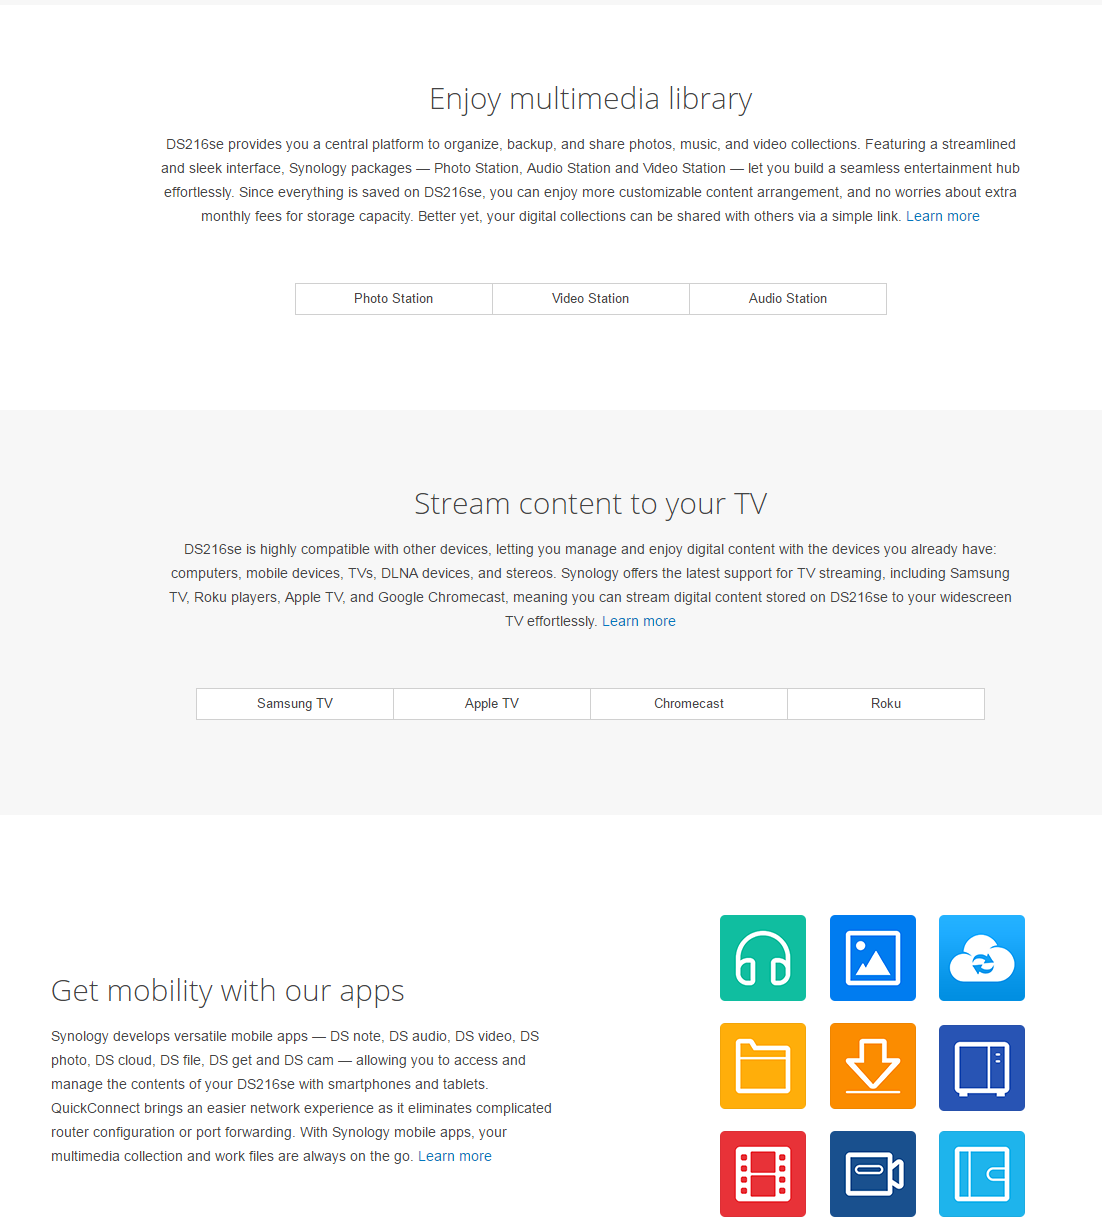 Enjoy multimedia library
DS216se provides you a central platform to organize, backup, and share photos, music, and video collections. Featuring a streamlined
and sleek interface, Synology packages — Photo Station, Audio Station and Video Station — let you build a seamless entertainment hub
effortlessly. Since everything is saved on DS216se, you can enjoy more customizable content arrangement, and no worries about extra
monthly fees for storage capacity. Better yet, your digital collections can be shared with others via a simple link. Learn more
Photo Station Video Station Audio Station
Stream content to your TV
DS216se is highly compatible with other devices, letting you manage and enjoy digital content with the devices you already have:
computers, mobile devices, TVs, DLNA devices, and stereos. Synology offers the latest support for TV streaming, including Samsung
TV, Roku players, Apple TV, and Google Chromecast, meaning you can stream digital content stored on DS216se to your widescreen
TV effortlessly. Learn more
Samsung TV Apple TV Chromecast Roku
Get mobility with our apps
Synology develops versatile mobile apps — DS note, DS audio, DS video, DS
photo, DS cloud, DS file, DS get and DS cam — allowing you to access and
manage the contents of your DS216se with smartphones and tablets.
QuickConnect brings an easier network experience as it eliminates complicated
router configuration or port forwarding. With Synology mobile apps, your
multimedia collection and work files are always on the go. Learn more